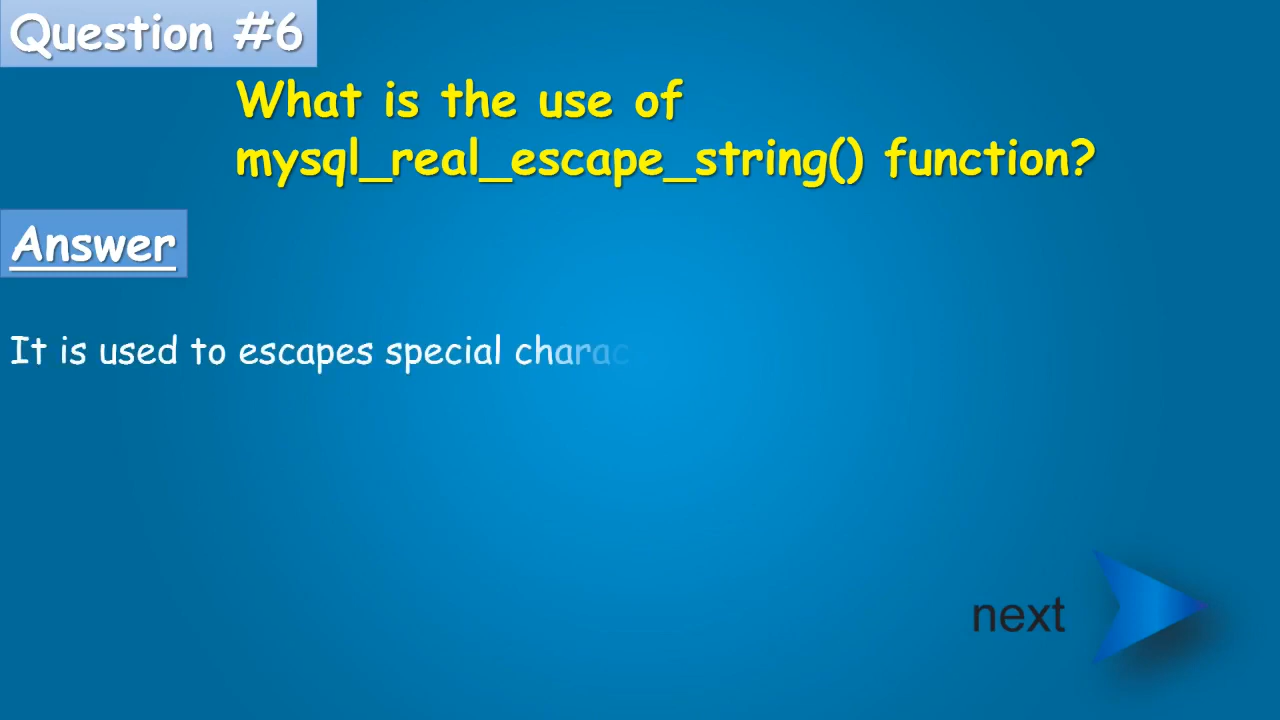 Question #6
What is the use of
mysql_real_escape_string() function?
Answer
It is used to escapes special charac
next